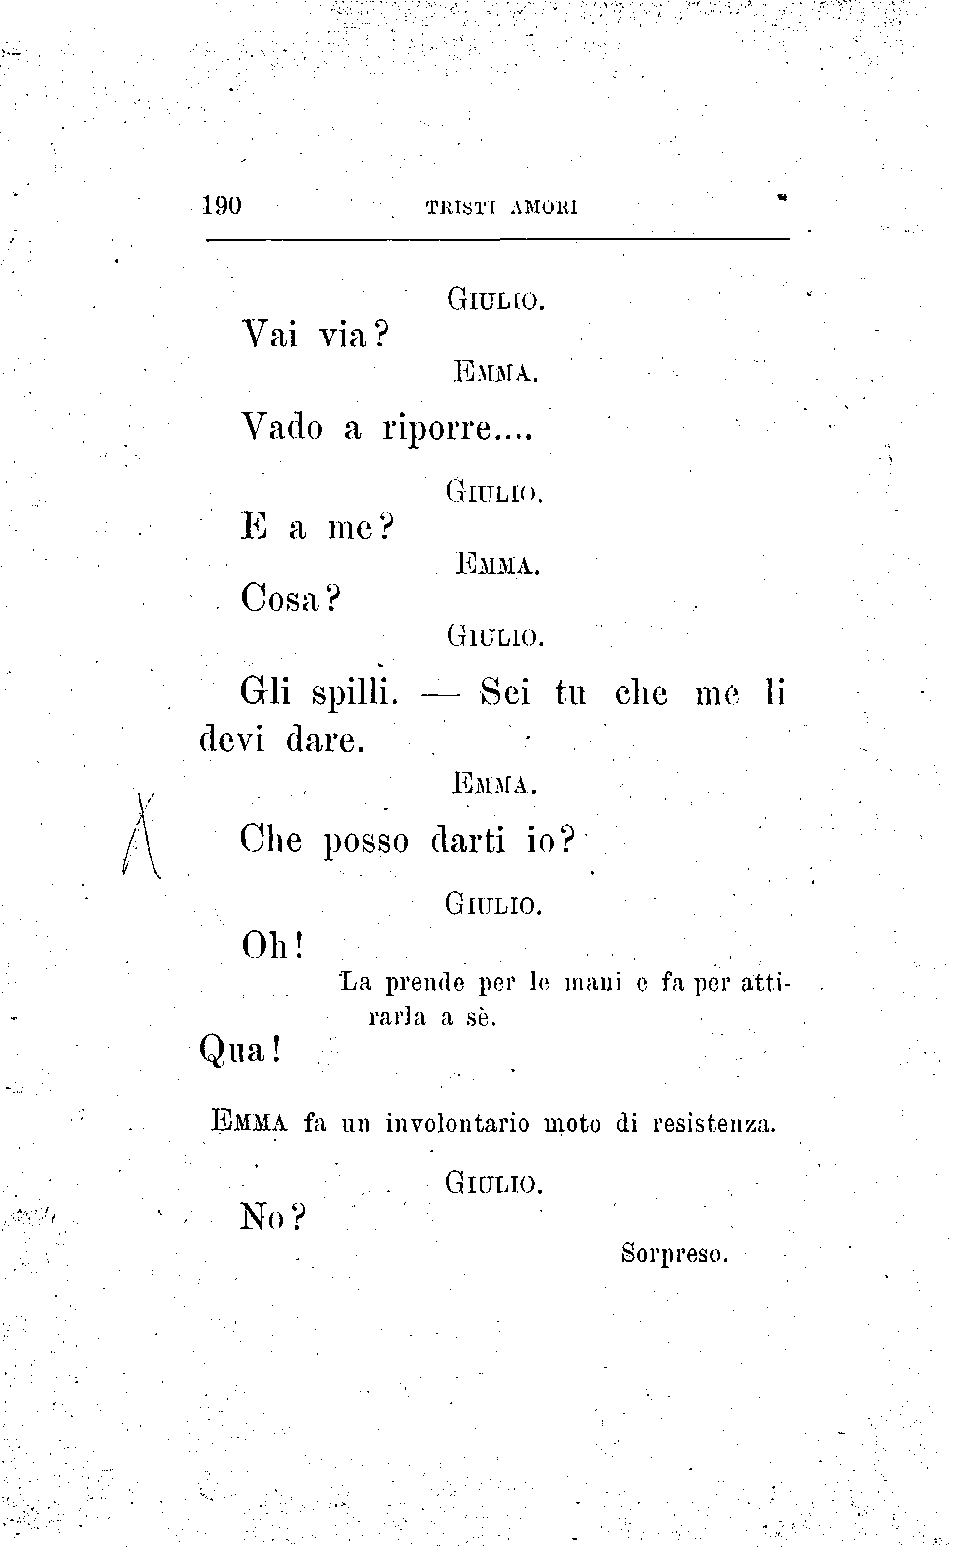 190 TRISTI AMORI
GIULIO.
Vai via?
EMMA.
Vado a riporre....
GIULIO.
E a me?
EMMA.
Cosa?
GIULIO.
Gli spilli. — Sei tu che me li
devi dare.
EMMA.
Che posso darti io?
GIULIO.
Oh!
La prende per le mani e fa per atti-
rarla a sè.
Qua!
EMMA fa un involontario moto di resistenza.
GIULIO.
No?
Sorpreso.